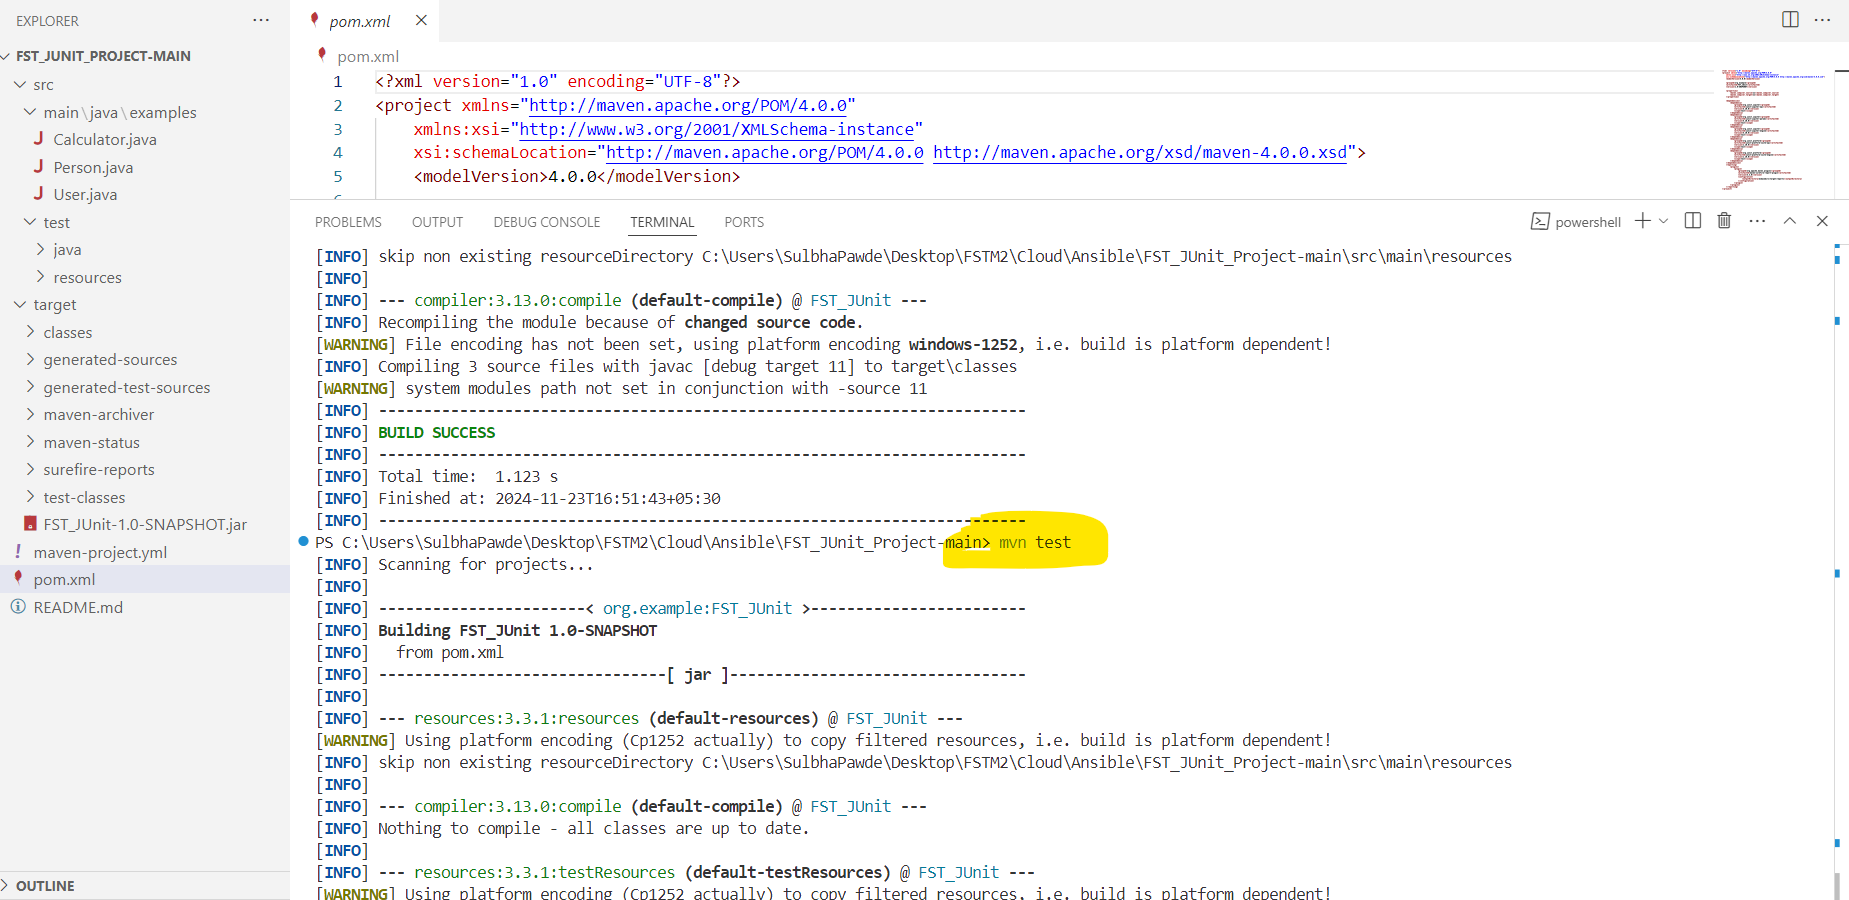 EXPLORER
FST_JUNIT_PROJECT-MAIN
src
main\java\examples
J Calculator.java
J Person.java
J User.java
test
java
resources
target
classes
generated-sources
generated-test-sources
maven-archiver
maven-status
surefire-reports
test-classes
FST_JUnit-1.0-SNAPSHOT.jar
! maven-project.yml
pom.xml
README.md
OUTLINE
pom.xml
pom.xml
1 <?xml version="1.0" encoding="UTF-8"?>
2 <project xmlns="http://maven.apache.org/POM/4.0.0"
3 xmlns:xsi="http://www.w3.org/2001/XMLSchema-instance"
4 xsi:schemaLocation="http://maven.apache.org/POM/4.0.0 http://maven.apache.org/xsd/maven-4.0.0.xsd">
5 <modelVersion>4.0.0</modelVersion>
PROBLEMS OUTPUT DEBUG CONSOLE TERMINAL PORTS powershell
[INFO] skip non existing resourceDirectory C:\Users\SulbhaPawde\Desktop\FSTM2\Cloud\Ansible\FST_JUnit_Project-main\src\main\resources
[INFO]
[INFO] --- compiler:3.13.0:compile (default-compile) @ FST_JUnit ---
[INFO] Recompiling the module because of changed source code.
[WARNING] File encoding has not been set, using platform encoding windows-1252, i.e. build is platform dependent!
[INFO] Compiling 3 source files with javac [debug target 11] to target\classes
[WARNING] system modules path not set in conjunction with -source 11
[INFO] ------------------------------------------------------------------------
[INFO] BUILD SUCCESS
[INFO] ------------------------------------------------------------------------
[INFO] Total time:  1.123 s
[INFO] Finished at: 2024-11-23T16:51:43+05:30
[INFO] ------------------------------------------------------------------------
PS C:\Users\SulbhaPawde\Desktop\FSTM2\Cloud\Ansible\FST_JUnit_Project-main> mvn test
[INFO] Scanning for projects...
[INFO]
[INFO] -----------------------< org.example:FST_JUnit >------------------------
[INFO] Building FST_JUnit 1.0-SNAPSHOT
[INFO]   from pom.xml
[INFO] --------------------------------[ jar ]---------------------------------
[INFO]
[INFO] --- resources:3.3.1:resources (default-resources) @ FST_JUnit ---
[WARNING] Using platform encoding (Cp1252 actually) to copy filtered resources, i.e. build is platform dependent!
[INFO] skip non existing resourceDirectory C:\Users\SulbhaPawde\Desktop\FSTM2\Cloud\Ansible\FST_JUnit_Project-main\src\main\resources
[INFO]
[INFO] --- compiler:3.13.0:compile (default-compile) @ FST_JUnit ---
[INFO] Nothing to compile - all classes are up to date.
[INFO]
[INFO] --- resources:3.3.1:testResources (default-testResources) @ FST_JUnit ---
[WARNING] Using platform encoding (Cp1252 actually) to copy filtered resources, i.e. build is platform dependent!